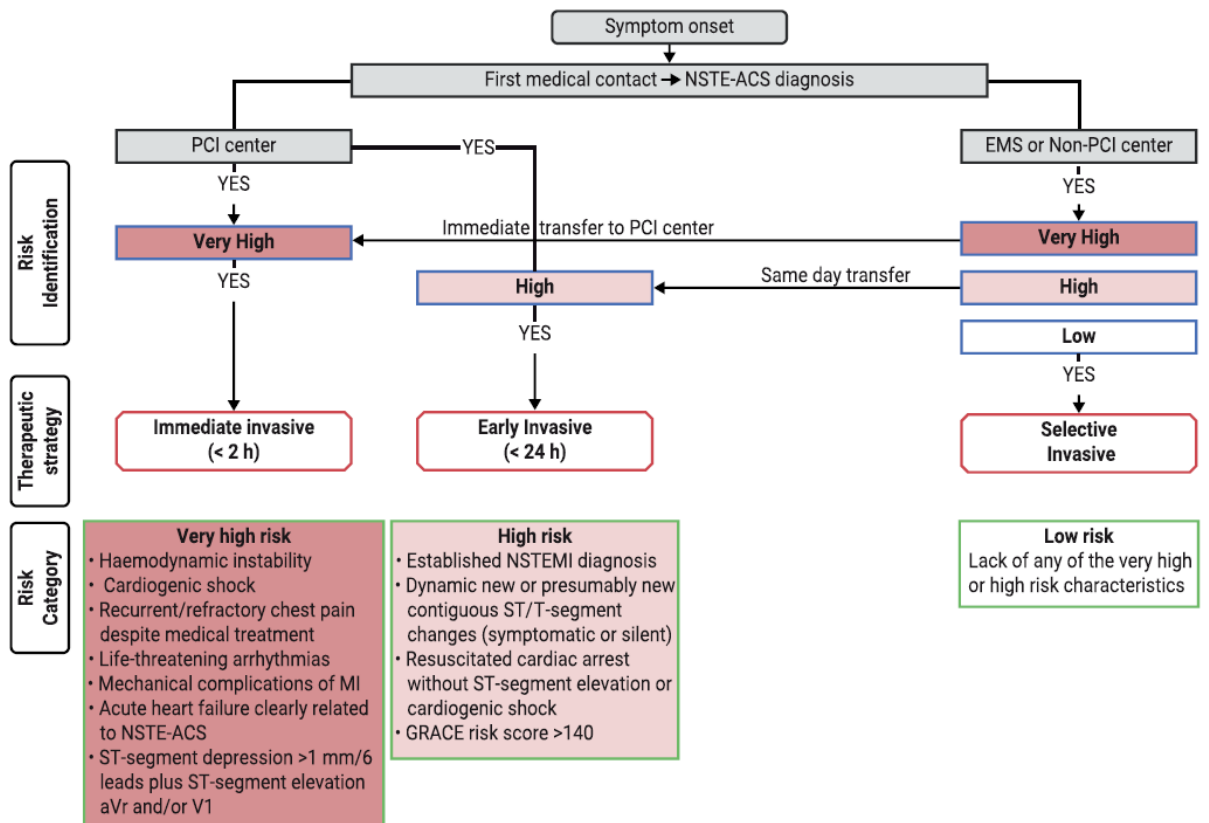 Symptom onset
First medical contact → NSTE-ACS diagnosis
PCI center
YES
EMS or Non-PCI center
YES
YES
Risk
Identification
Very High
Immediate transfer to PCI center
Very High
YES
High
Same day transfer
High
YES
Low
YES
Therapeutic
strategy
Immediate invasive
(< 2 h)
Early Invasive
(< 24 h)
Selective
Invasive
Risk
Category
Very high risk
• Haemodynamic instability
• Cardiogenic shock
• Recurrent/refractory chest pain
despite medical treatment
• Life-threatening arrhythmias
• Mechanical complications of MI
• Acute heart failure clearly related
to NSTE-ACS
• ST-segment depression >1 mm/6
leads plus ST-segment elevation
aVr and/or V1
High risk
• Established NSTEMI diagnosis
• Dynamic new or presumably new
contiguous ST/T-segment
changes (symptomatic or silent)
• Resuscitated cardiac arrest
without ST-segment elevation or
cardiogenic shock
• GRACE risk score >140
Low risk
Lack of any of the very high
or high risk characteristics